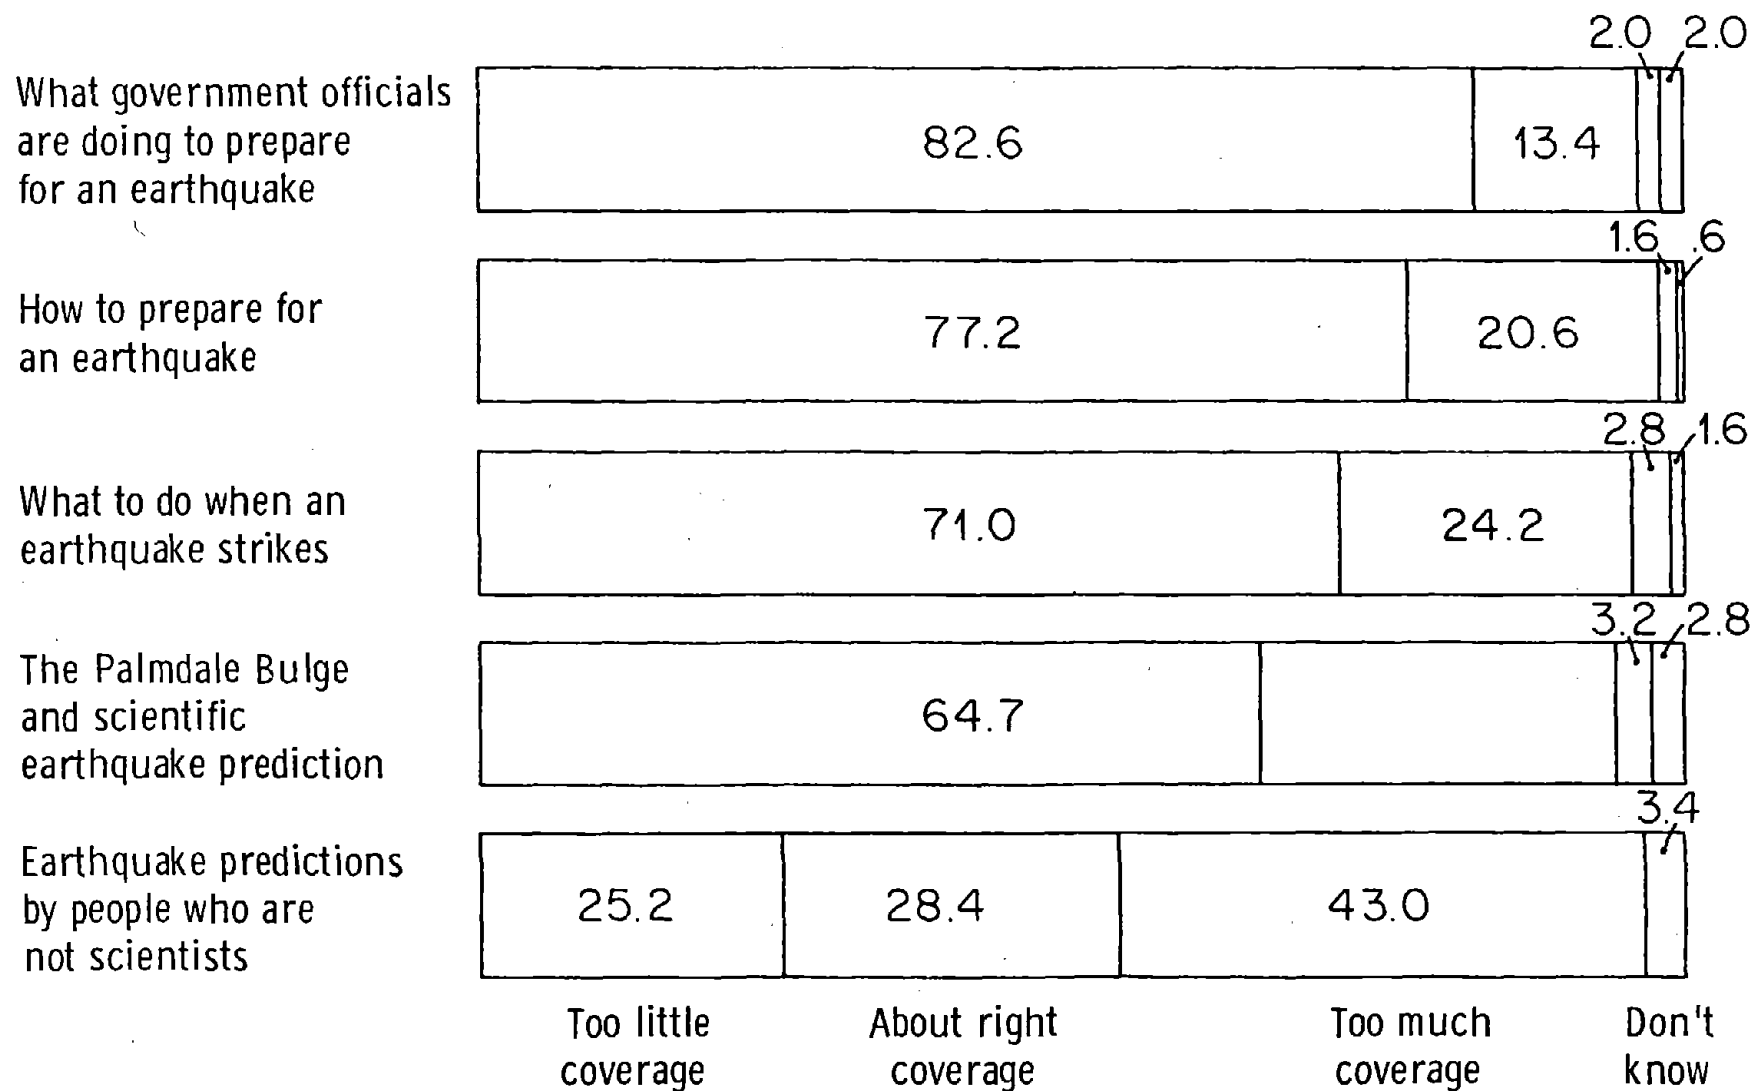 2.0 2.0
What government officials
are doing to prepare
for an earthquake
82.6 13.4
1.6 .6
How to prepare for
an earthquake
77.2 20.6
2.8 1.6
What to do when an
earthquake strikes
71.0 24.2
3.2 2.8
The Palmdale Bulge
and scientific
earthquake prediction
64.7
3.4
Earthquake predictions
by people who are
not scientists
25.2 28.4 43.0
Too little
coverage
About right
coverage
Too much
coverage
Don't
know